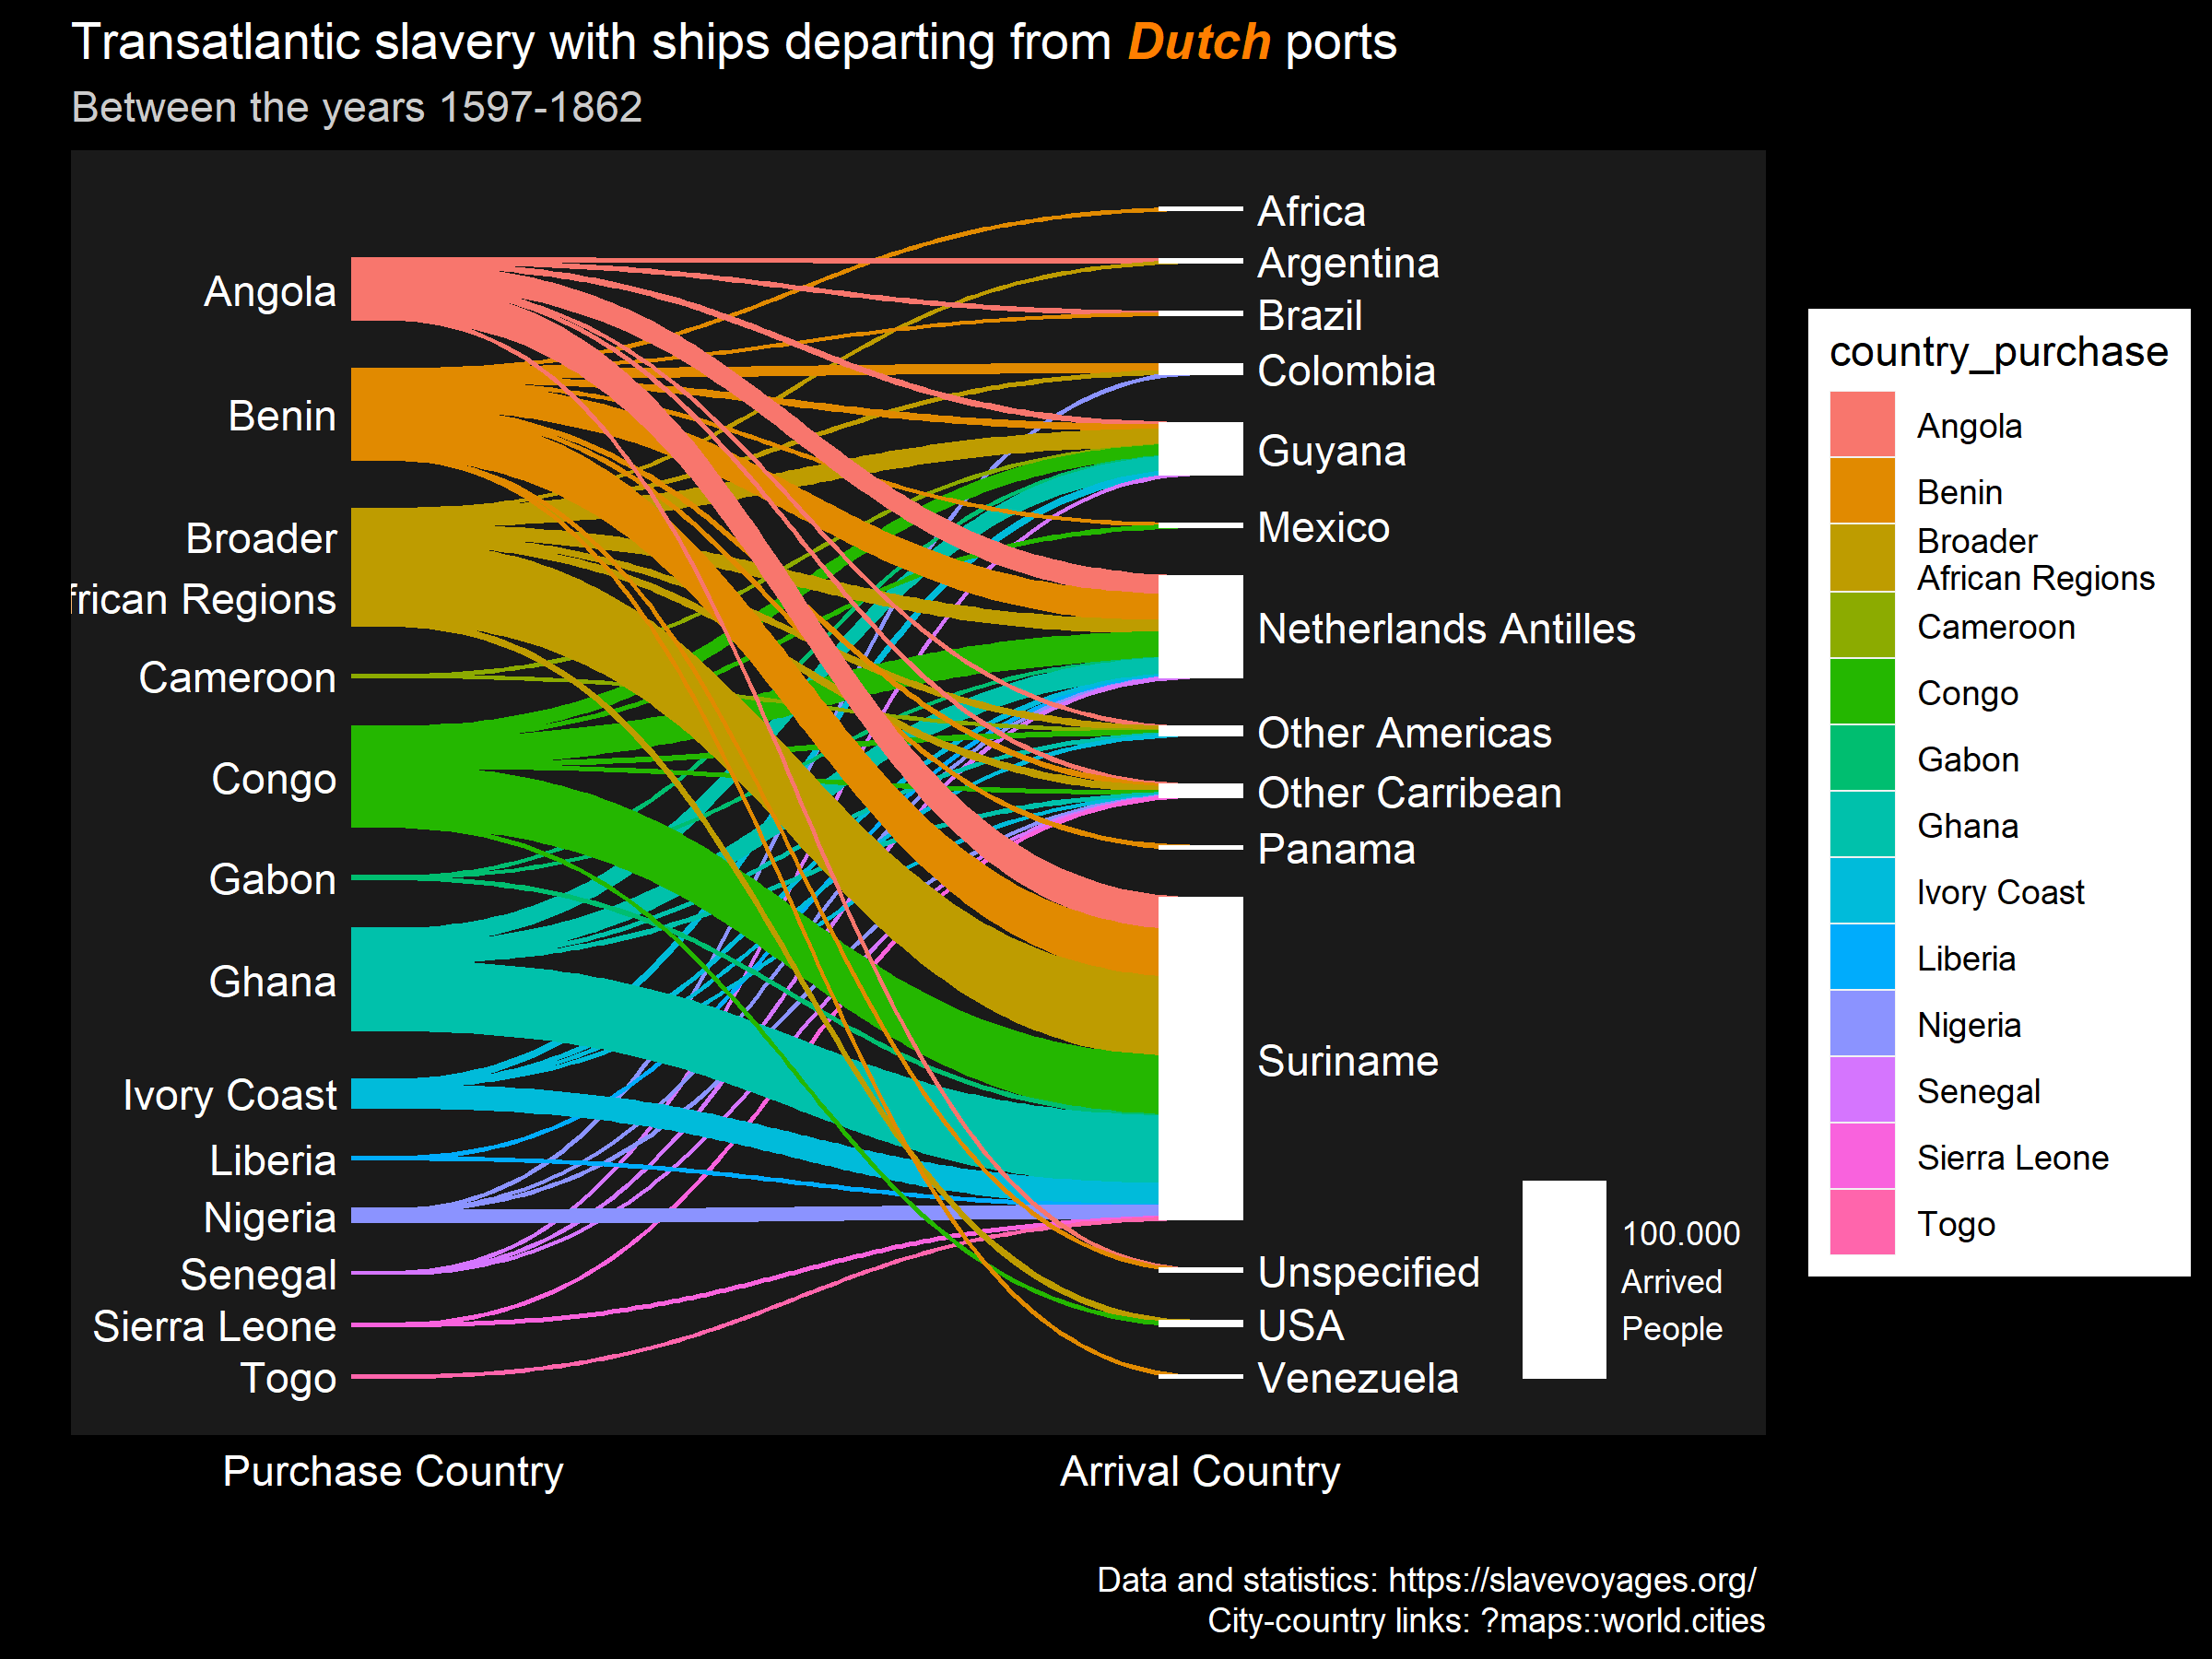 Transatlantic slavery with ships departing from Dutch ports
Between the years 1597-1862
Angola
Benin
Broader
frican Regions
Cameroon
Congo
Gabon
Ghana
Ivory Coast
Liberia
Nigeria
Senegal
Sierra Leone
Togo
Africa
Argentina
Brazil
Colombia
Guyana
Mexico
Netherlands Antilles
Other Americas
Other Carribean
Panama
Suriname
Unspecified
USA
Venezuela
100.000
Arrived
People
Purchase Country
Arrival Country
country_purchase
Angola
Benin
Broader
African Regions
Cameroon
Congo
Gabon
Ghana
Ivory Coast
Liberia
Nigeria
Senegal
Sierra Leone
Togo
Data and statistics: https://slavevoyages.org/
City-country links: ?maps::world.cities